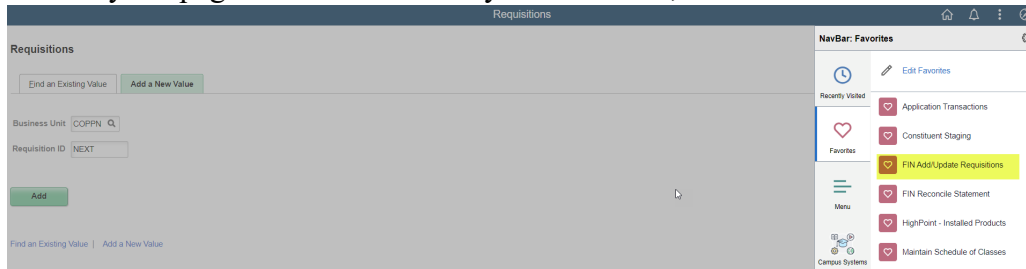 Requisitions
NavBar: Favorites
Requisitions
Find an Existing Value
Add a New Value
Business Unit COPPN
Requisition ID NEXT
Add
Find an Existing Value | Add a New Value
Recently Visited
Favorites
Menu
Campus Systems
Edit Favorites
Application Transactions
Constituent Staging
FIN Add/Update Requisitions
FIN Reconcile Statement
HighPoint - Installed Products
Maintain Schedule of Classes